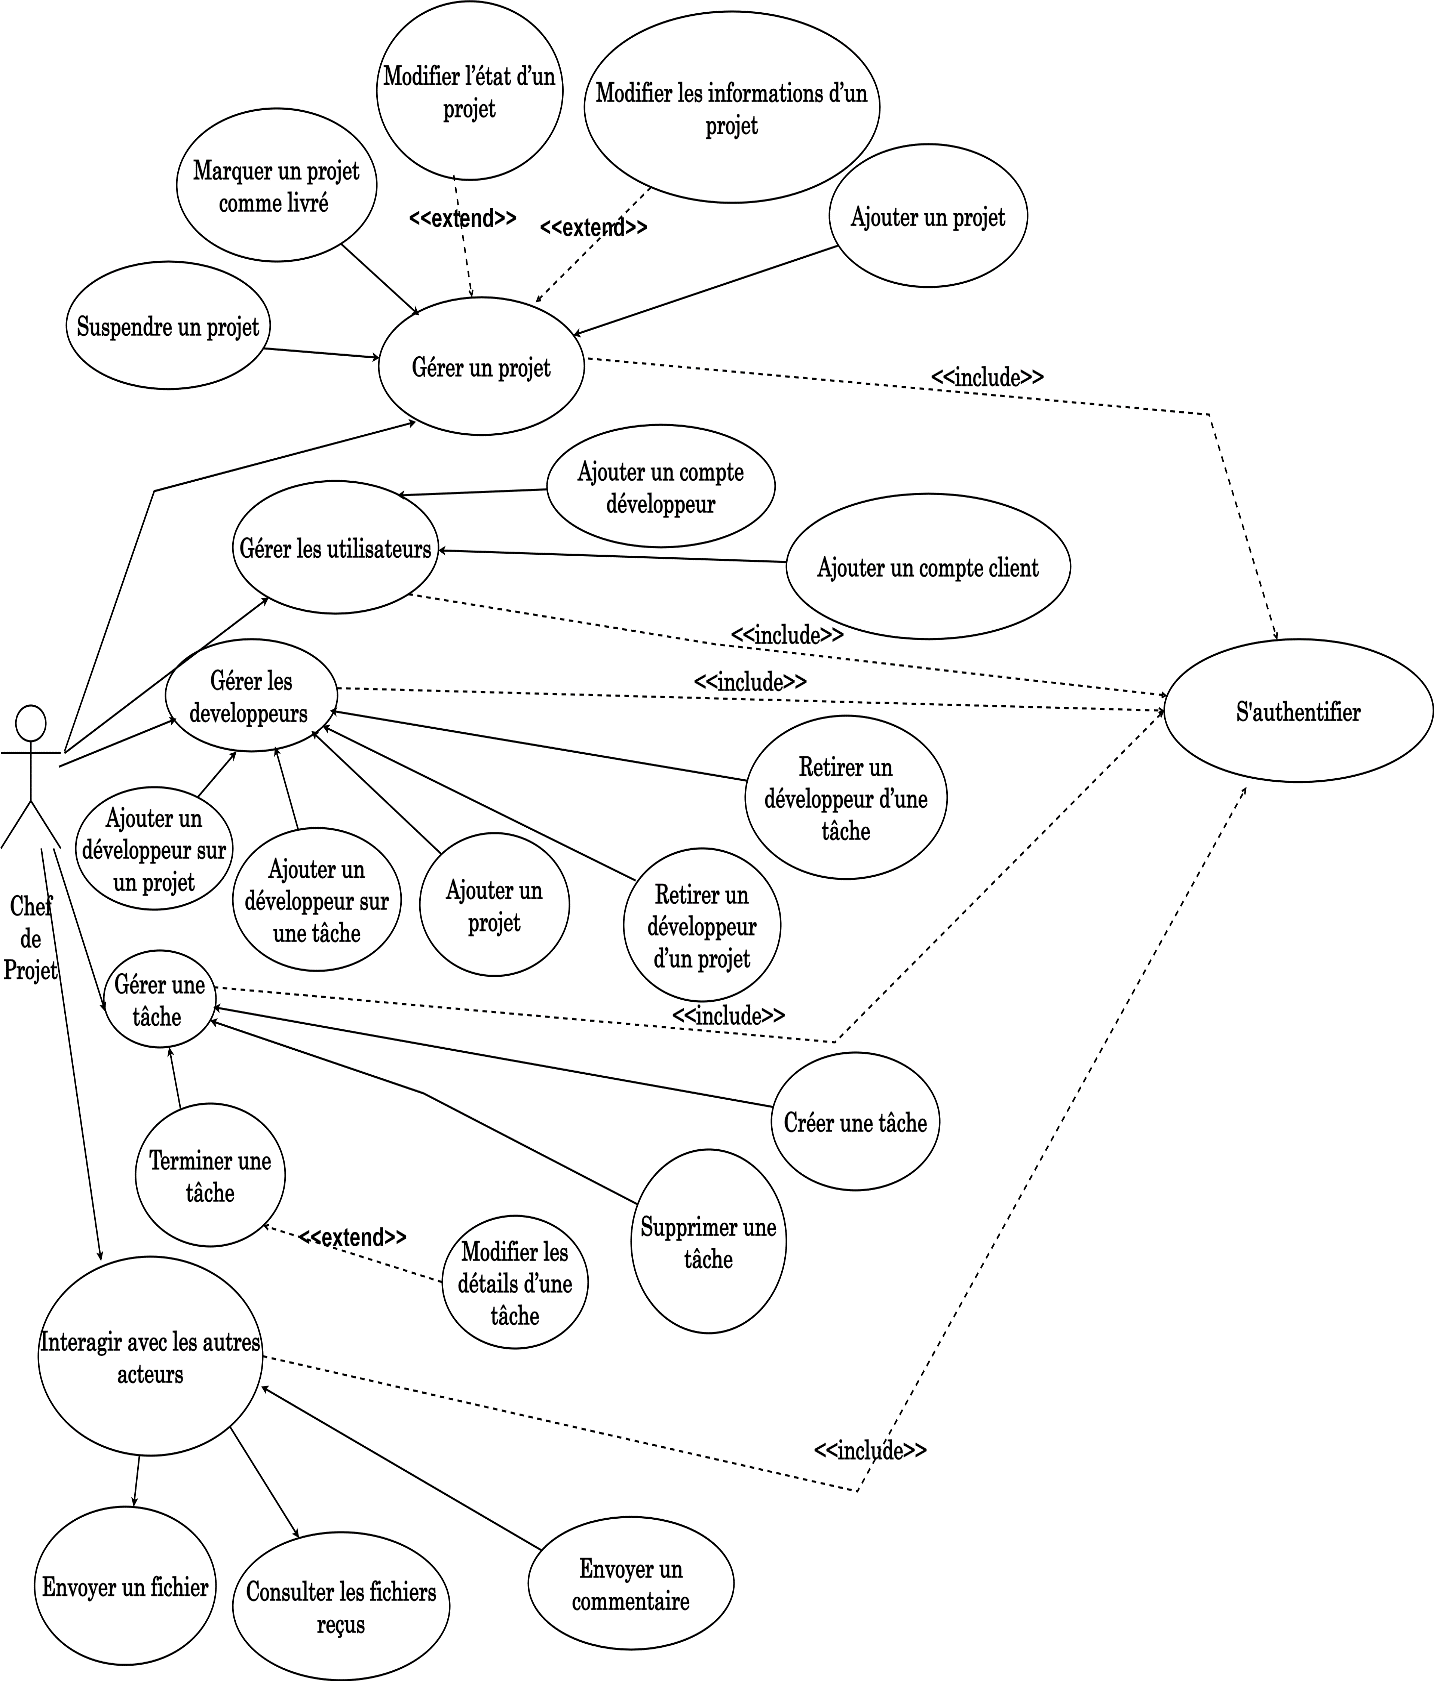 Modifier l’état d’un
projet
Modifier les informations d’un
projet
Marquer un projet
comme livré
Ajouter un projet
<<extend>>
<<extend>>
Suspendre un projet
Gérer un projet
<<include>>
Ajouter un compte
développeur
Gérer les utilisateurs
Ajouter un compte client
<<include>>
Gérer les
developpeurs
<<include>>
S'authentifier
Retirer un
développeur d’une
tâche
Ajouter un
développeur sur
un projet
Ajouter un
développeur sur
une tâche
Ajouter un
projet
Retirer un
développeur
d’un projet
Chef
de
Projet
Gérer une
tâche
<<include>>
Créer une tâche
Terminer une
tâche
Supprimer une
tâche
<<extend>>
Modifier les
détails d’une
tâche
Interagir avec les autres
acteurs
<<include>>
Envoyer un fichier
Consulter les fichiers
reçus
Envoyer un
commentaire